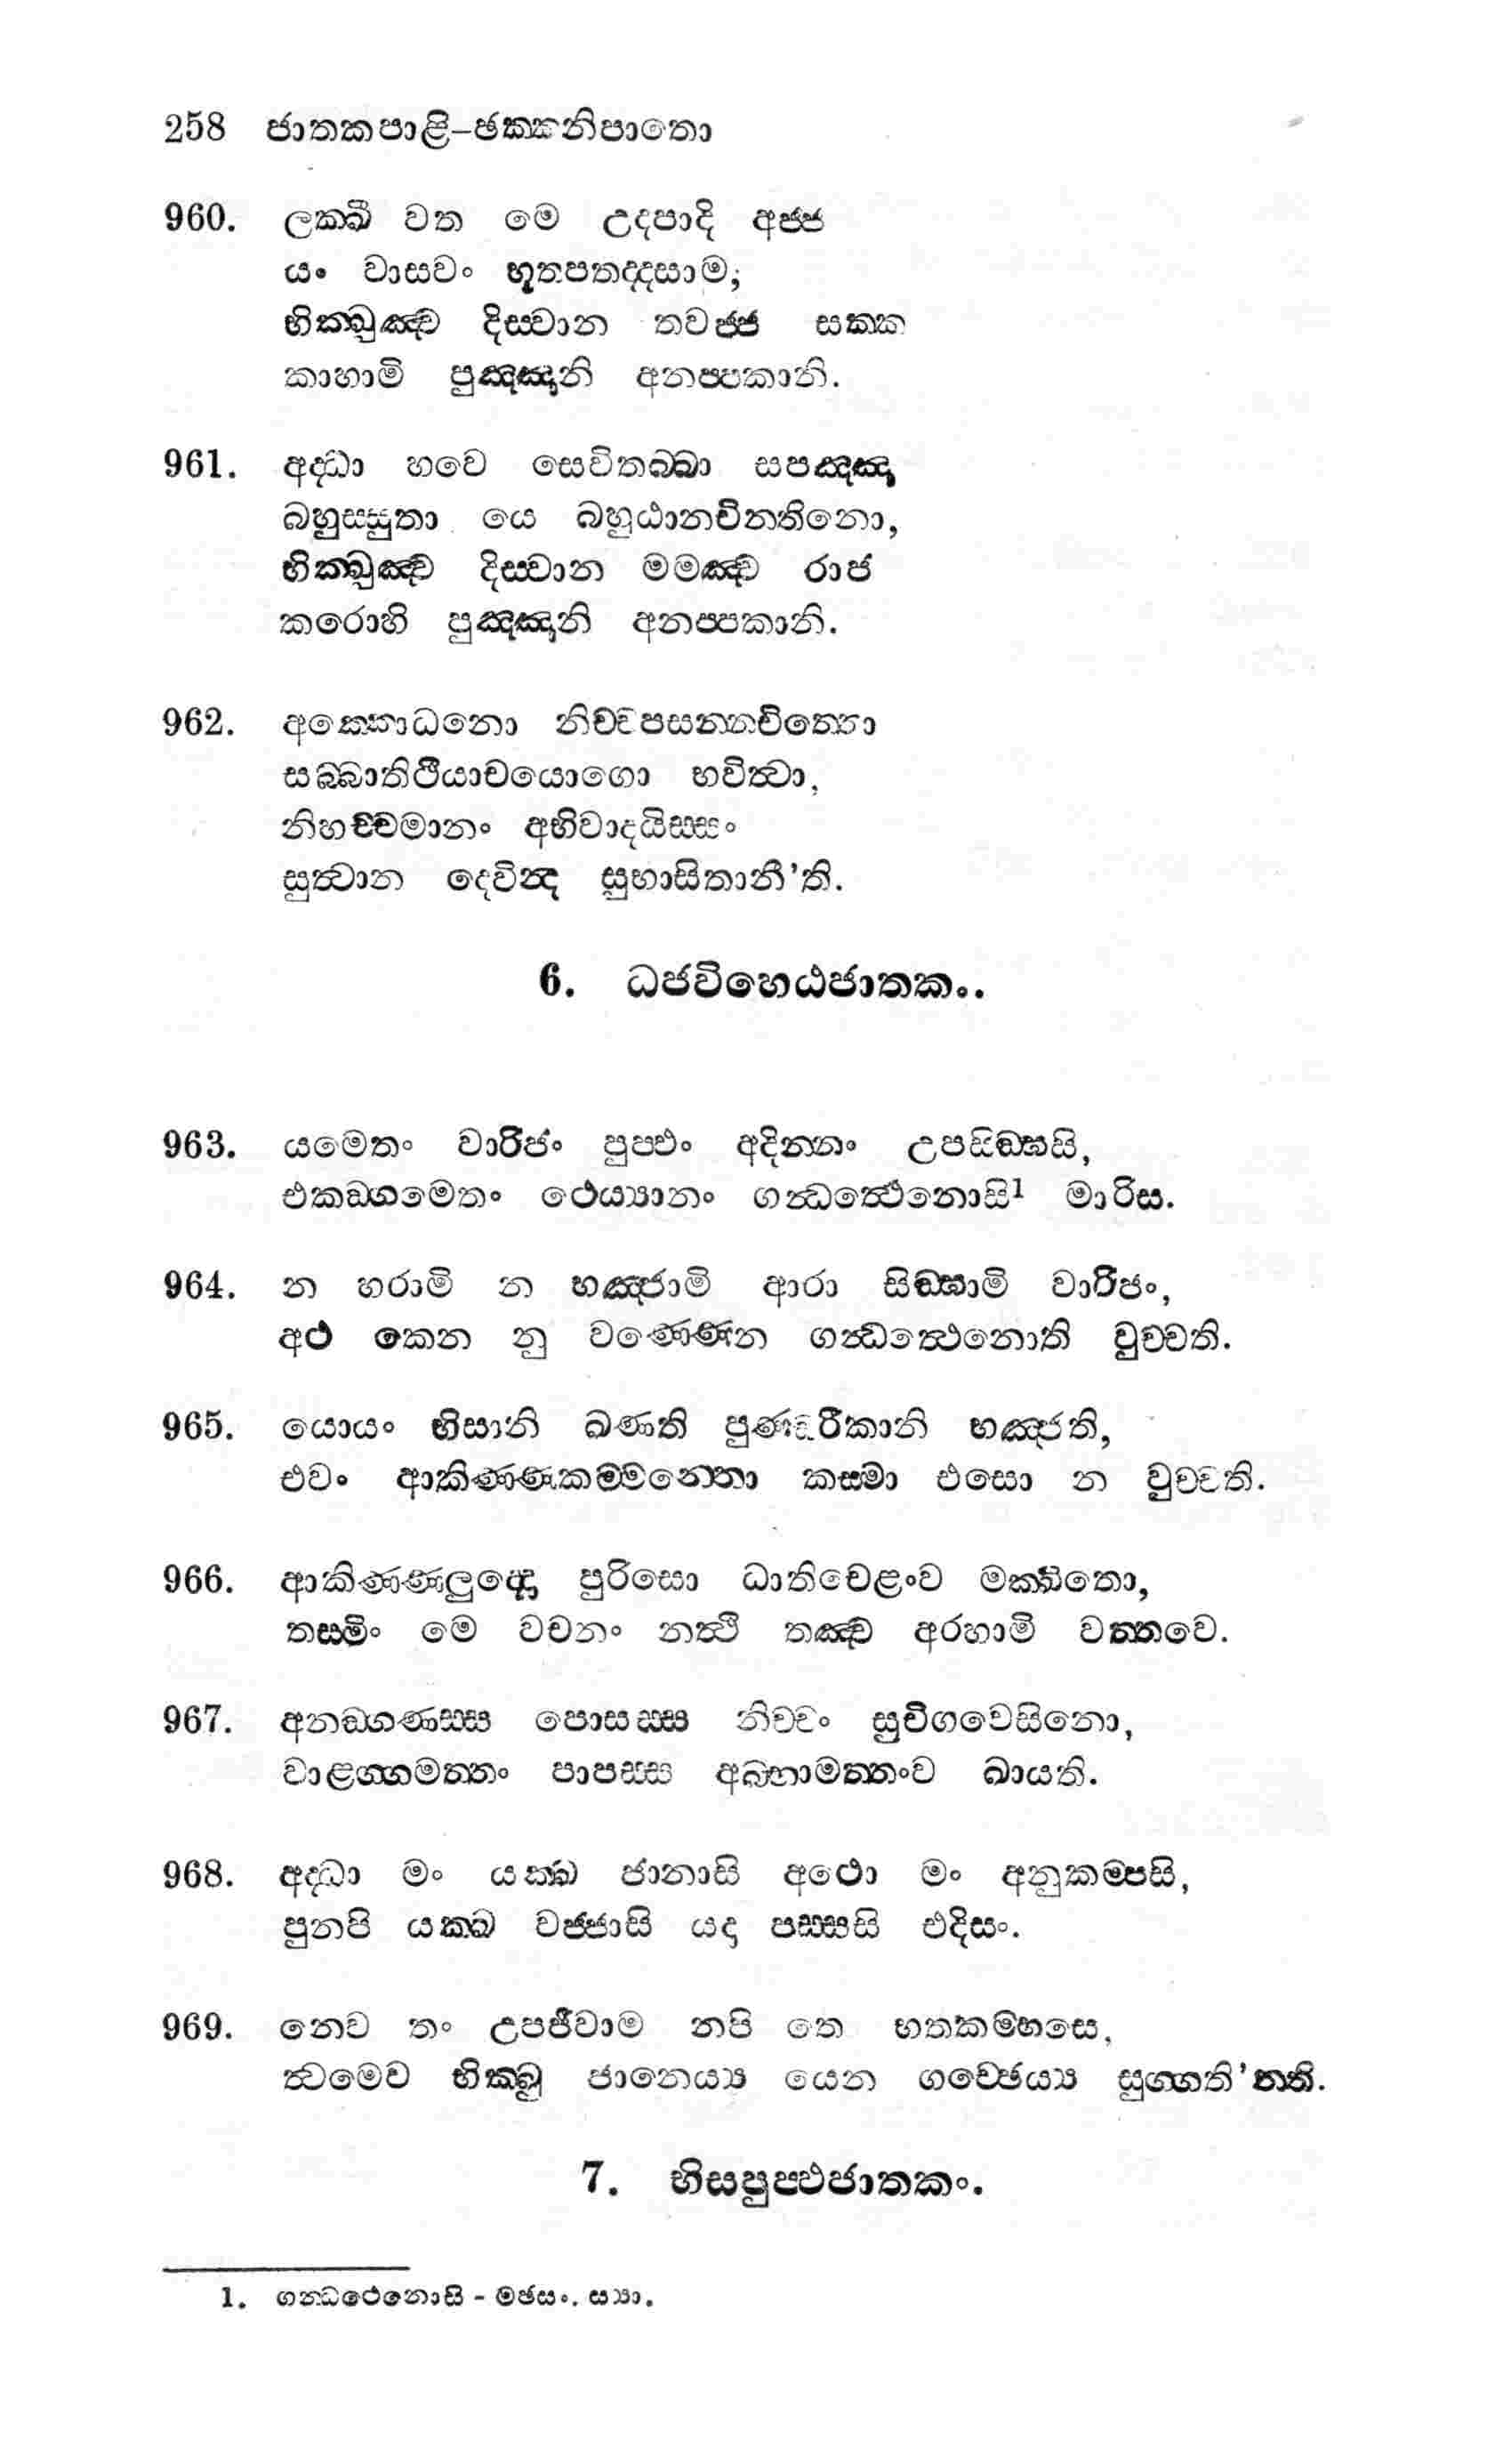 258 ජාතකපාළි-ඡක්කනිපාතො
960. ලක්ඛී වත මෙ උදපාදි අජ්ජ
යං වාසවං භූතපතද්දසාම,
භික්ඛුඤ්ච දිස්වාන තවජ්ජ සක්ක
කාහාමි පුඤ්ඤානි අනප්පකානි.
961. අද්ධා හවෙ සෙවිතබ්බා සපඤ්ඤා
බහුස්සුතා යෙ බහුඨානචින්තිනො,
භික්ඛුඤ්ච දිස්වාන මමඤ්ච රාජ
කරොහි පුඤ්ඤානි අනප්පකානි.
962. අක්කොධනො නිච්චපසන්නචිත්තො
සබ්බාතිථීයාචයොගො භවිත්වා,
නිහච්චමානං අභිවාදයිස්සං
සුත්වාන දෙවින්ද සුභාසිතානී’ති.
6. ධජවිහෙඨජාතකං.
963. යමෙතං වාරිජං පුප්ඵං අදින්නං උපසිඞ්ඝසි,
එකඞ්ගමෙතං ථෙය්‍යානං ගන්ධත්ථෙනොසි1 මාරිස.
964. න හරාමි න භඤ්ජාමි ආරා සිඞ්ඝාමි වාරිජං,
අථ කෙන නු වණ්ණෙන ගන්ධත්ථෙනොති වුච්චති.
965. යොයං භිසානි ඛණති පුණ්ඩරීකානි භඤ්ජති,
එවං ආකිණ්ණකම්මන්තො කස්මා එසො න වුච්චති.
966. ආකිණ්ණලුද්දො පුරිසො ධාතිචෙළංව මක්ඛිතො,
තස්මිං මෙ වචනං නත්ථි තඤ්ච අරහාමි වත්තවෙ.
967. අනඞ්ගණස්ස පොසස්ස නිච්චං සුචිගවෙසිනො,
වාළග්ගමත්තං පාපස්ස අබ්භාමත්තංව ඛායති.
968. අද්ධා මං යක්ඛ ජානාසි අථො මං අනුකම්පසි,
පුනපි යක්ඛ වජ්ජාසි යදා පස්සසි එදිසං.
969. නෙව තං උපජීවාම නපි තෙ භතකම්හසෙ,
ත්වමෙව භික්ඛු ජානෙය්‍ය යෙන ගච්ඡෙය්‍ය සුග්ගති’න්ති.
7. භිසපුප්ඵජාතකං.
1. ගන්ධථෙනොසි - මඡසං. ස්‍යා.